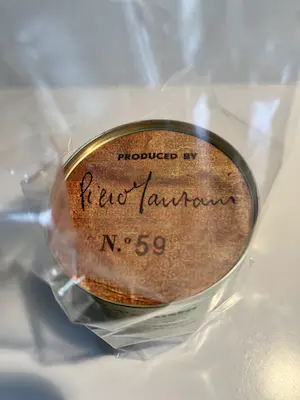 PRODUCED BY
Piero Manzoni
N.º 59